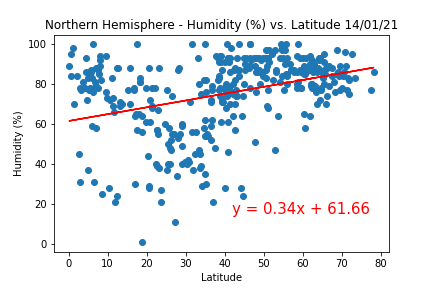 Northern Hemisphere - Humidity (%) vs. Latitude 14/01/21
100
80
60
40
20
0
Humidity (%)
y = 0.34x + 61.66
0 10 20 30 40 50 60 70 80
Latitude